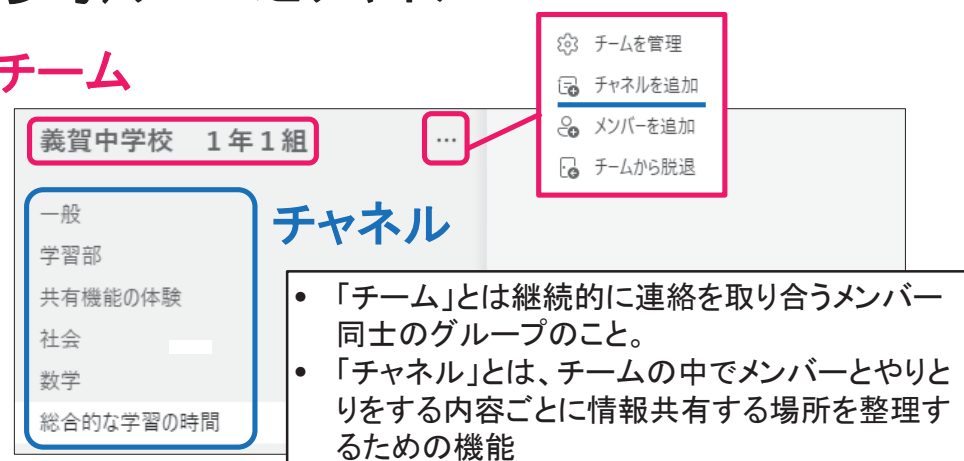 チーム
チームを管理
チャネルを追加
メンバーを追加
チームから脱退
義賀中学校　１年１組
…
一般
学習部
共有機能の体験
社会
数学
総合的な学習の時間
チャネル
• 「チーム」とは継続的に連絡を取り合うメンバー
同士のグループのこと。
• 「チャネル」とは、チームの中でメンバーとやりと
りをする内容ごとに情報共有する場所を整理す
るための機能